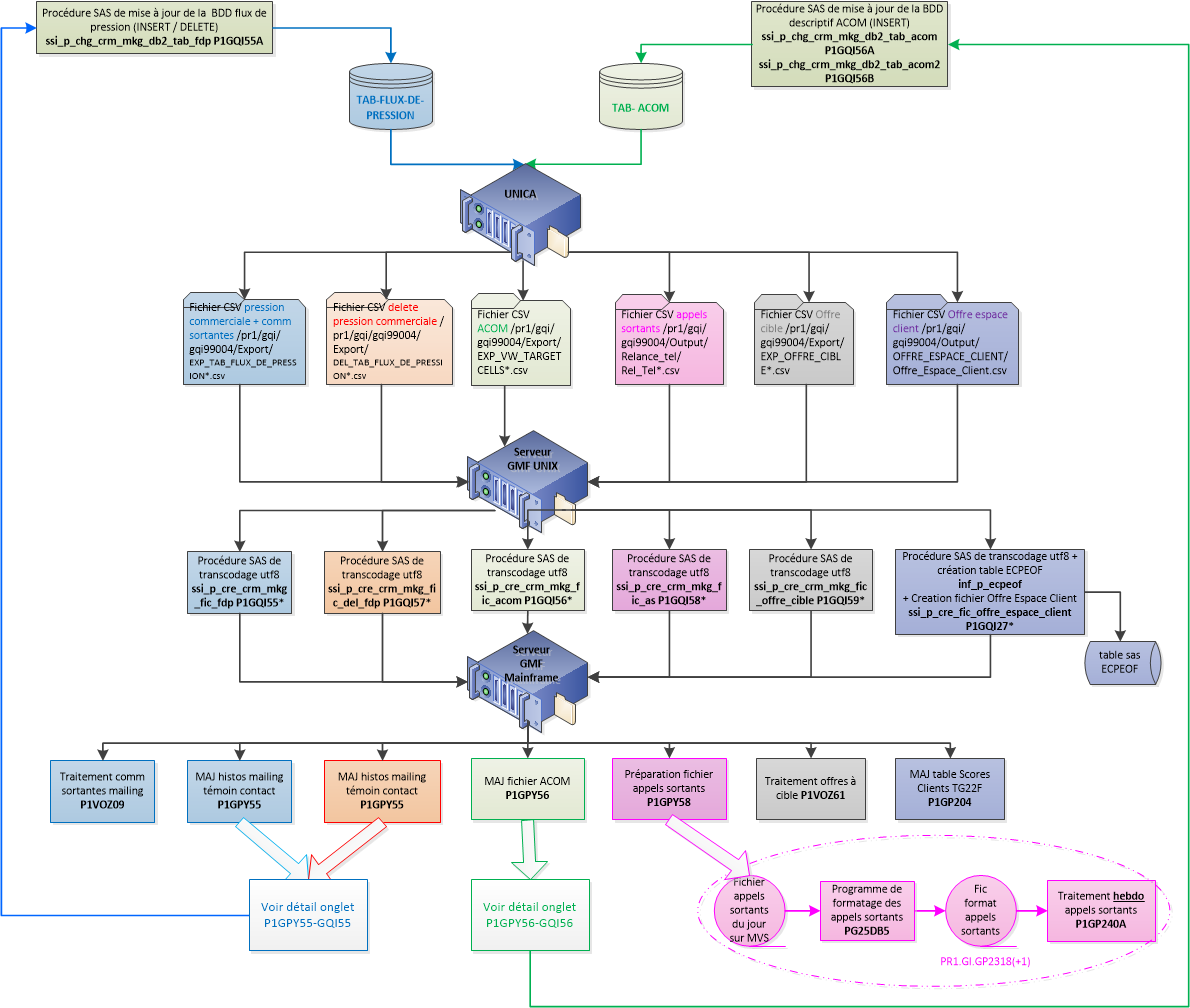 Procédure SAS de mise à jour de la BDD flux de
pression (INSERT / DELETE)
ssi_p_chg_crm_mkg_db2_tab_fdp P1GQI55A
Procédure SAS de mise à jour de la BDD
descriptif ACOM (INSERT)
ssi_p_chg_crm_mkg_db2_tab_acom
P1GQI56A
ssi_p_chg_crm_mkg_db2_tab_acom2
P1GQI56B
TAB-FLUX-DE-
PRESSION
TAB- ACOM
UNICA
Fichier CSV pression
commerciale + comm
sortantes /pr1/gqi/
gqi99004/Export/
EXP_TAB_FLUX_DE_PRESS
ION*.csv
Fichier CSV delete
pression commerciale /
pr1/gqi/gqi99004/
Export/
DEL_TAB_FLUX_DE_PRESSI
ON*.csv
Fichier CSV
ACOM /pr1/gqi/
gqi99004/Export/
EXP_VW_TARGET
CELLS*.csv
Fichier CSV appels
sortants /pr1/gqi/
gqi99004/Output/
Relance_tel/
Rel_Tel*.csv
Fichier CSV Offre
cible /pr1/gqi/
gqi99004/Export/
EXP_OFFRE_CIBL
E*.csv
Fichier CSV Offre espace
client /pr1/gqi/
gqi99004/Output/
OFFRE_ESPACE_CLIENT/
Offre_Espace_Client.csv
Serveur
GMF UNIX
Procédure SAS de
transcodage utf8
ssi_p_cre_crm_mkg
_fic_fdp P1GQI55*
Procédure SAS de
transcodage utf8
ssi_p_cre_crm_mkg_fi
c_del_fdp P1GQI57*
Procédure SAS de
transcodage utf8
ssi_p_cre_crm_mkg_f
ic_acom P1GQI56*
Procédure SAS de
transcodage utf8
ssi_p_cre_crm_mkg_f
ic_as P1GQI58*
Procédure SAS de
transcodage utf8
ssi_p_cre_crm_mkg_fic
_offre_cible P1GQI59*
Procédure SAS de transcodage utf8 +
création table ECPEOF
inf_p_ecpeof
+ Creation fichier Offre Espace Client
ssi_p_cre_fic_offre_espace_client
P1GQI27*
table sas
ECPEOF
Serveur
GMF
Mainframe
Traitement comm
sortantes mailing
P1VOZ09
MAJ histos mailing
témoin contact
P1GPY55
MAJ histos mailing
témoin contact
P1GPY55
MAJ fichier ACOM
P1GPY56
Préparation fichier
appels sortants
P1GPY58
Traitement offres à
cible P1VOZ61
MAJ table Scores
Clients TG22F
P1GP204
Voir détail onglet
P1GPY55-GQI55
Voir détail onglet
P1GPY56-GQI56
Fichier
appels
sortants
du jour
sur MVS
Programme de
formatage des
appels sortants
PG25DB5
Fic
format
appels
sortants
Traitement hebdo
appels sortants
P1GP240A
PR1.GI.GP2318(+1)